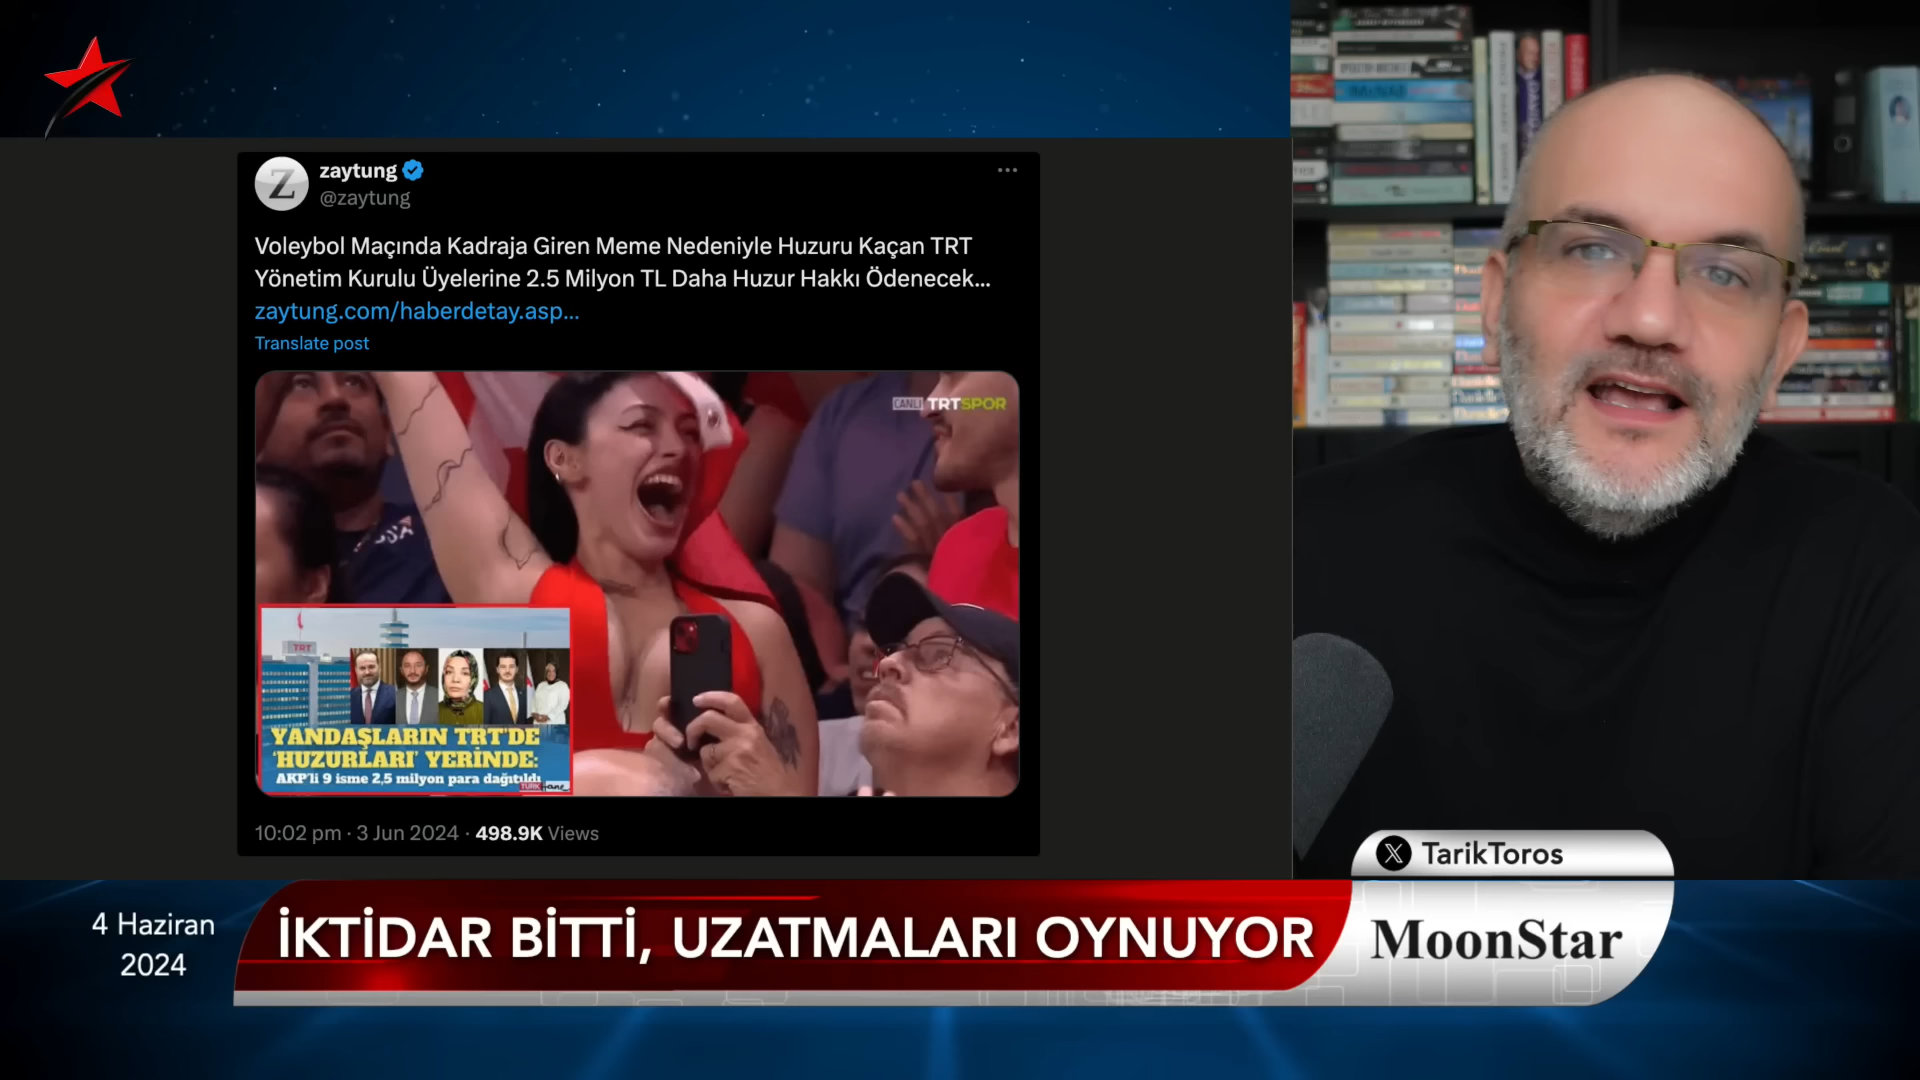 zaytung
@zaytung
Voleybol Maçında Kadraja Giren Meme Nedeniyle Huzuru Kaçan TRT
Yönetim Kurulu Üyelerine 2.5 Milyon TL Daha Huzur Hakkı Ödenecek...
zaytung.com/haberdetay.asp...
Translate post
CANLI TRTSPOR
TRT
YANDAŞLARIN TRT'DE
'HUZURLARI' YERİNDE:
AKP'li 9 isme 2,5 milyon para dağıtıldı
10:02 pm · 3 Jun 2024 · 498.9K Views
TarikToros
4 Haziran
2024
İKTİDAR BİTTİ, UZATMALARI OYNUYOR
MoonStar